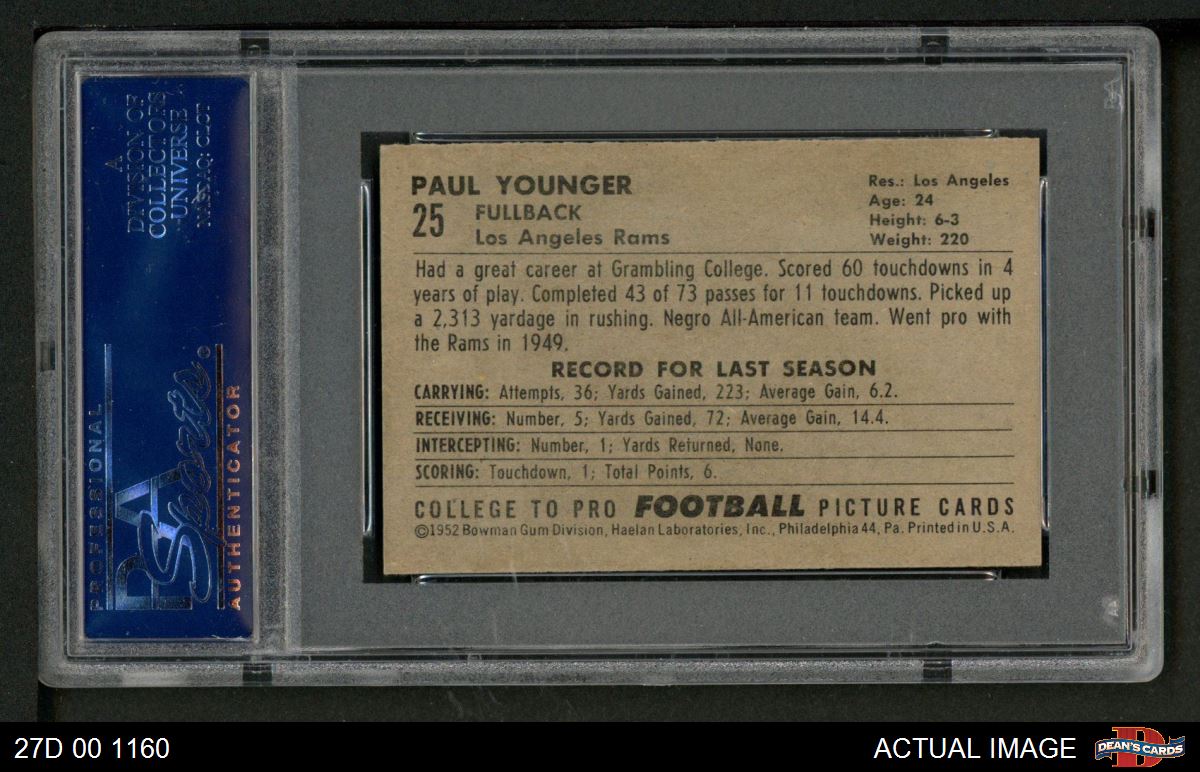 A
DIVISION OF
COLLECTORS
UNIVERSE
NASDAQ: CLCT
PROFESSIONAL
PSA
Sports®
AUTHENTICATOR
PAUL YOUNGER
25
FULLBACK
Los Angeles Rams
Res.: Los Angeles
Age: 24
Height: 6-3
Weight: 220
Had a great career at Grambling College. Scored 60 touchdowns in 4
years of play. Completed 43 of 73 passes for 11 touchdowns. Picked up
a 2,313 yardage in rushing. Negro All-American team. Went pro with
the Rams in 1949.
RECORD FOR LAST SEASON
CARRYING: Attempts, 36; Yards Gained, 223; Average Gain, 6.2.
RECEIVING: Number, 5; Yards Gained, 72; Average Gain, 14.4.
INTERCEPTING: Number, 1; Yards Returned, None.
SCORING: Touchdown, 1; Total Points, 6.
COLLEGE TO PRO FOOTBALL PICTURE CARDS
©1952 Bowman Gum Division, Haelan Laboratories, Inc., Philadelphia 44, Pa. Printed in U.S.A.
27D 00 1160
ACTUAL IMAGE
DEAN'S CARDS